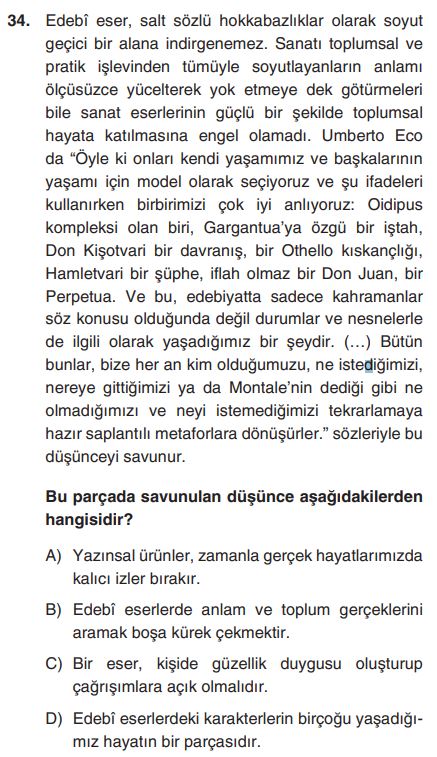 34. Edebî eser, salt sözlü hokkabazlıklar olarak soyut
geçici bir alana indirgenemez. Sanatı toplumsal ve
pratik işlevinden tümüyle soyutlayanların anlamı
ölçüsüzce yücelterek yok etmeye dek götürmeleri
bile sanat eserlerinin güçlü bir şekilde toplumsal
hayata katılmasına engel olamadı. Umberto Eco
da “Öyle ki onları kendi yaşamımız ve başkalarının
yaşamı için model olarak seçiyoruz ve şu ifadeleri
kullanırken birbirimizi çok iyi anlıyoruz: Oidipus
kompleksi olan biri, Gargantua’ya özgü bir iştah,
Don Kişotvari bir davranış, bir Othello kıskançlığı,
Hamletvari bir şüphe, iflah olmaz bir Don Juan, bir
Perpetua. Ve bu, edebiyatta sadece kahramanlar
söz konusu olduğunda değil durumlar ve nesnelerle
de ilgili olarak yaşadığımız bir şeydir. (...) Bütün
bunlar, bize her an kim olduğumuzu, ne istediğimizi,
nereye gittiğimizi ya da Montale’nin dediği gibi ne
olmadığımızı ve neyi istemediğimizi tekrarlamaya
hazır saplantılı metaforlara dönüşürler.” sözleriyle bu
düşünceyi savunur.
Bu parçada savunulan düşünce aşağıdakilerden
hangisidir?
A) Yazınsal ürünler, zamanla gerçek hayatlarımızda
kalıcı izler bırakır.
B) Edebî eserlerde anlam ve toplum gerçeklerini
aramak boşa kürek çekmektir.
C) Bir eser, kişide güzellik duygusu oluşturup
çağrışımlara açık olmalıdır.
D) Edebî eserlerdeki karakterlerin birçoğu yaşadığı-
mız hayatın bir parçasıdır.